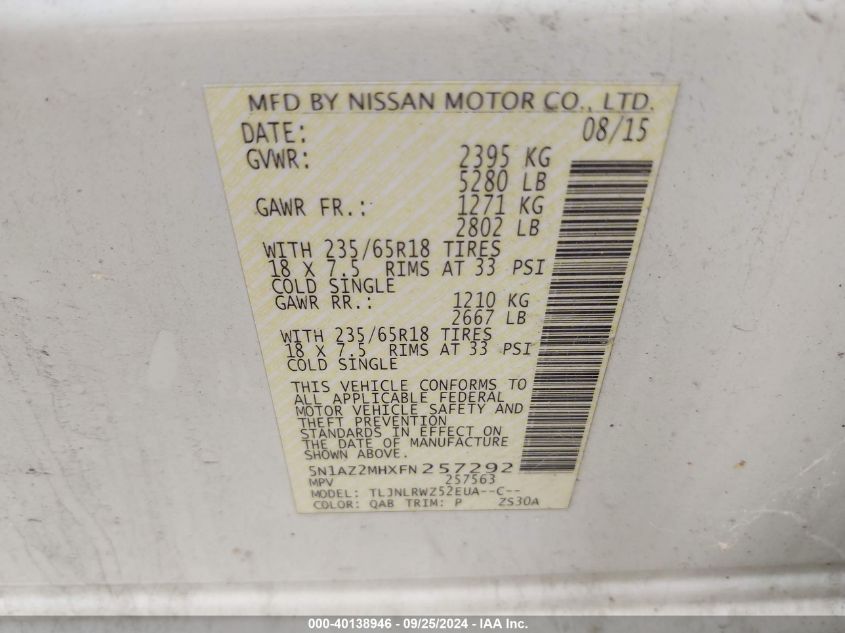 MFD BY NISSAN MOTOR CO., LTD.
DATE: 08/15
GVWR: 2395 KG
5280 LB
GAWR FR.: 1271 KG
2802 LB
WITH 235/65R18 TIRES
18 X 7.5 RIMS AT 33 PSI
COLD SINGLE
GAWR RR.: 1210 KG
2667 LB
WITH 235/65R18 TIRES
18 X 7.5 RIMS AT 33 PSI
COLD SINGLE
THIS VEHICLE CONFORMS TO
ALL APPLICABLE FEDERAL
MOTOR VEHICLE SAFETY AND
THEFT PREVENTION
STANDARDS IN EFFECT ON
THE DATE OF MANUFACTURE
SHOWN ABOVE.
5N1AZ2MHXFN 257292
MPV 257563
MODEL: TLJNLRWZ52EUA--C--
COLOR: QAB TRIM: P ZS30A
000-40138946 - 09/25/2024 - IAA Inc.